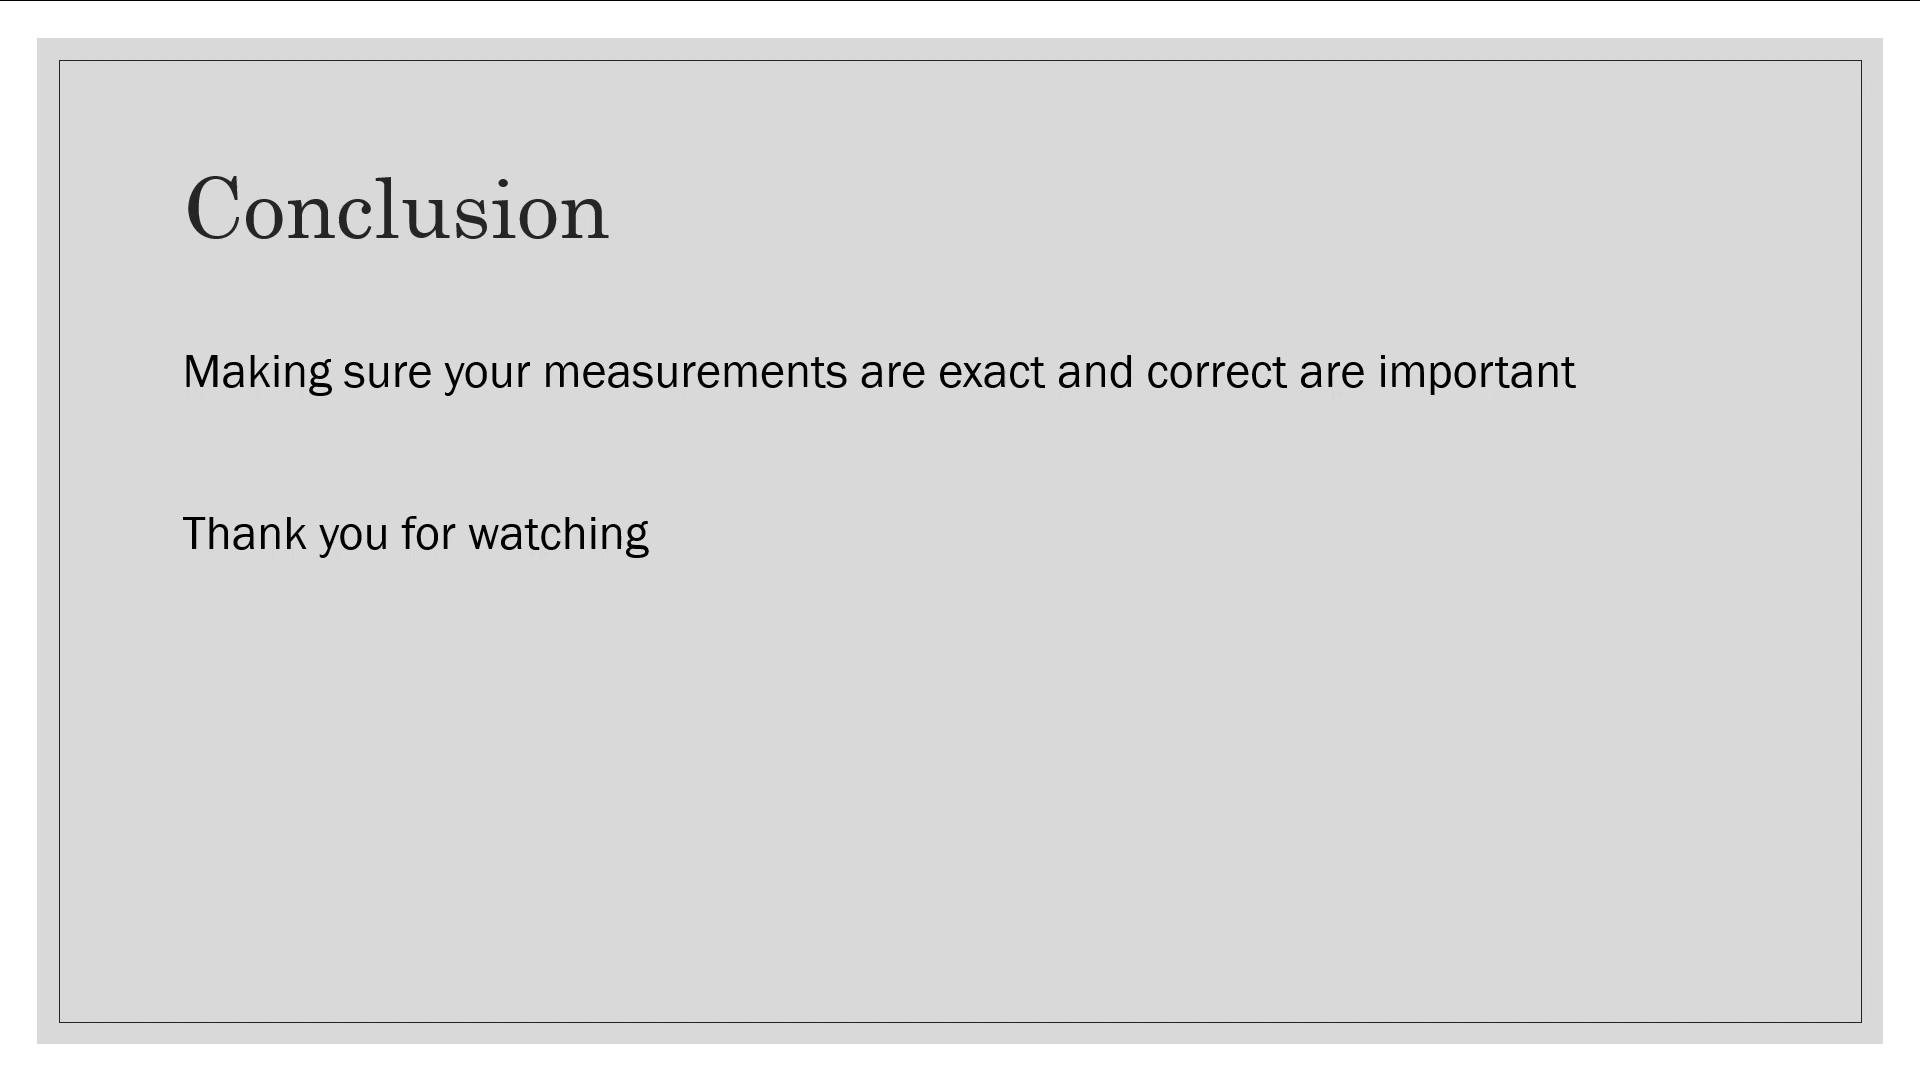 Conclusion
Making sure your measurements are exact and correct are important
Thank you for watching